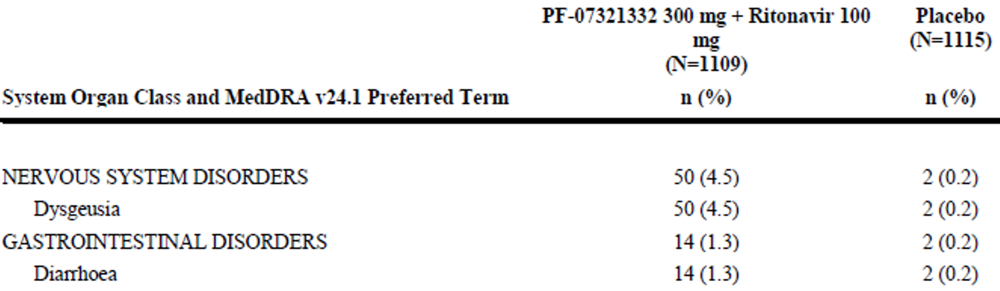 PF-07321332 300 mg + Ritonavir 100 mg (N=1109)
Placebo (N=1115)
System Organ Class and MedDRA v24.1 Preferred Term n (%) n (%)
NERVOUS SYSTEM DISORDERS 50 (4.5) 2 (0.2)
Dysgeusia 50 (4.5) 2 (0.2)
GASTROINTESTINAL DISORDERS 14 (1.3) 2 (0.2)
Diarrhoea 14 (1.3) 2 (0.2)